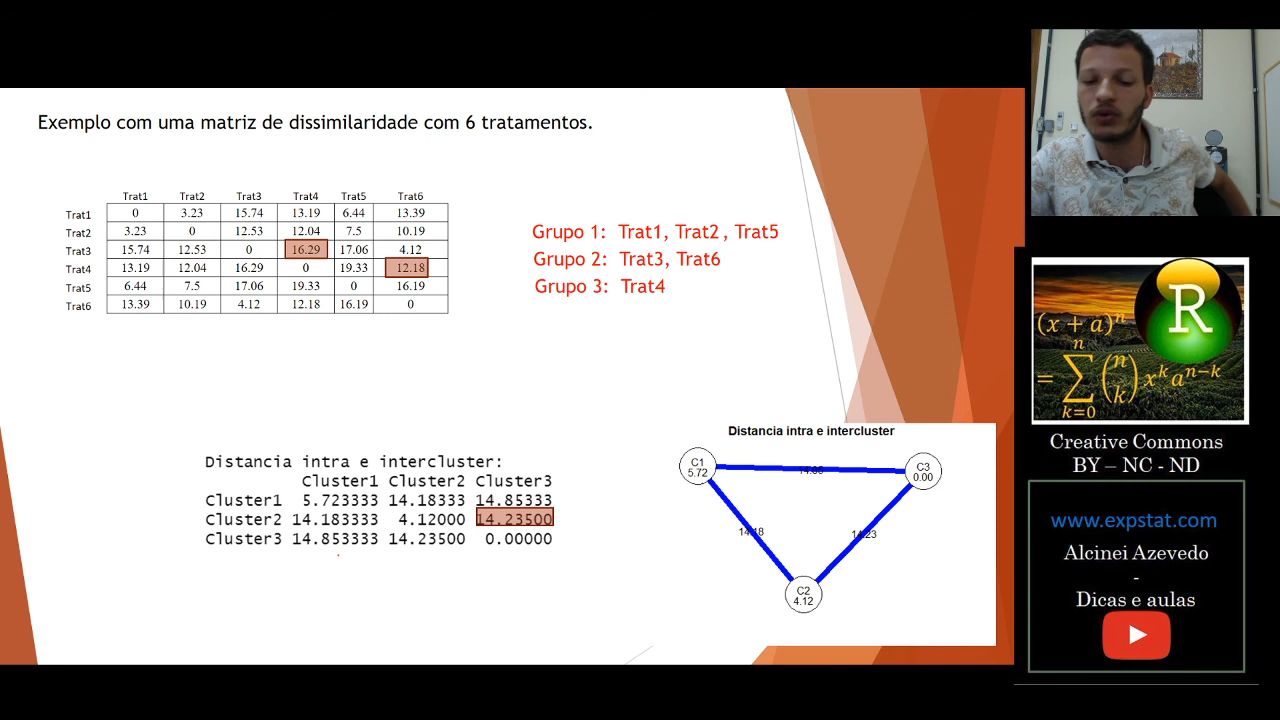 Exemplo com uma matriz de dissimilaridade com 6 tratamentos.
Trat1 Trat2 Trat3 Trat4 Trat5 Trat6
Trat1 0 3.23 15.74 13.19 6.44 13.39
Trat2 3.23 0 12.53 12.04 7.5 10.19
Trat3 15.74 12.53 0 16.29 17.06 4.12
Trat4 13.19 12.04 16.29 0 19.33 12.18
Trat5 6.44 7.5 17.06 19.33 0 16.19
Trat6 13.39 10.19 4.12 12.18 16.19 0
Grupo 1: Trat1, Trat2 , Trat5
Grupo 2: Trat3, Trat6
Grupo 3: Trat4
Distancia intra e intercluster:
Cluster1 Cluster2 Cluster3
Cluster1 5.723333 14.18333 14.85333
Cluster2 14.183333 4.12000 14.23500
Cluster3 14.853333 14.23500 0.00000
Distancia intra e intercluster
C1
5.72
C3
0.00
14.85
14.18
14.23
C2
4.12
R
(x + a)^n
= ∑ k=0 n (n k) x^k a^n−k
Creative Commons
BY – NC - ND
www.expstat.com
Alcinei Azevedo
-
Dicas e aulas